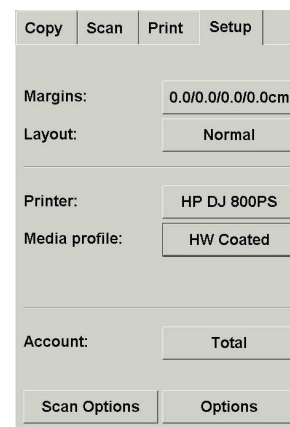 Copy Scan Print Setup
Margins: 0.0/0.0/0.0/0.0cm
Layout: Normal
Printer: HP DJ 800PS
Media profile: HW Coated
Account: Total
Scan Options Options